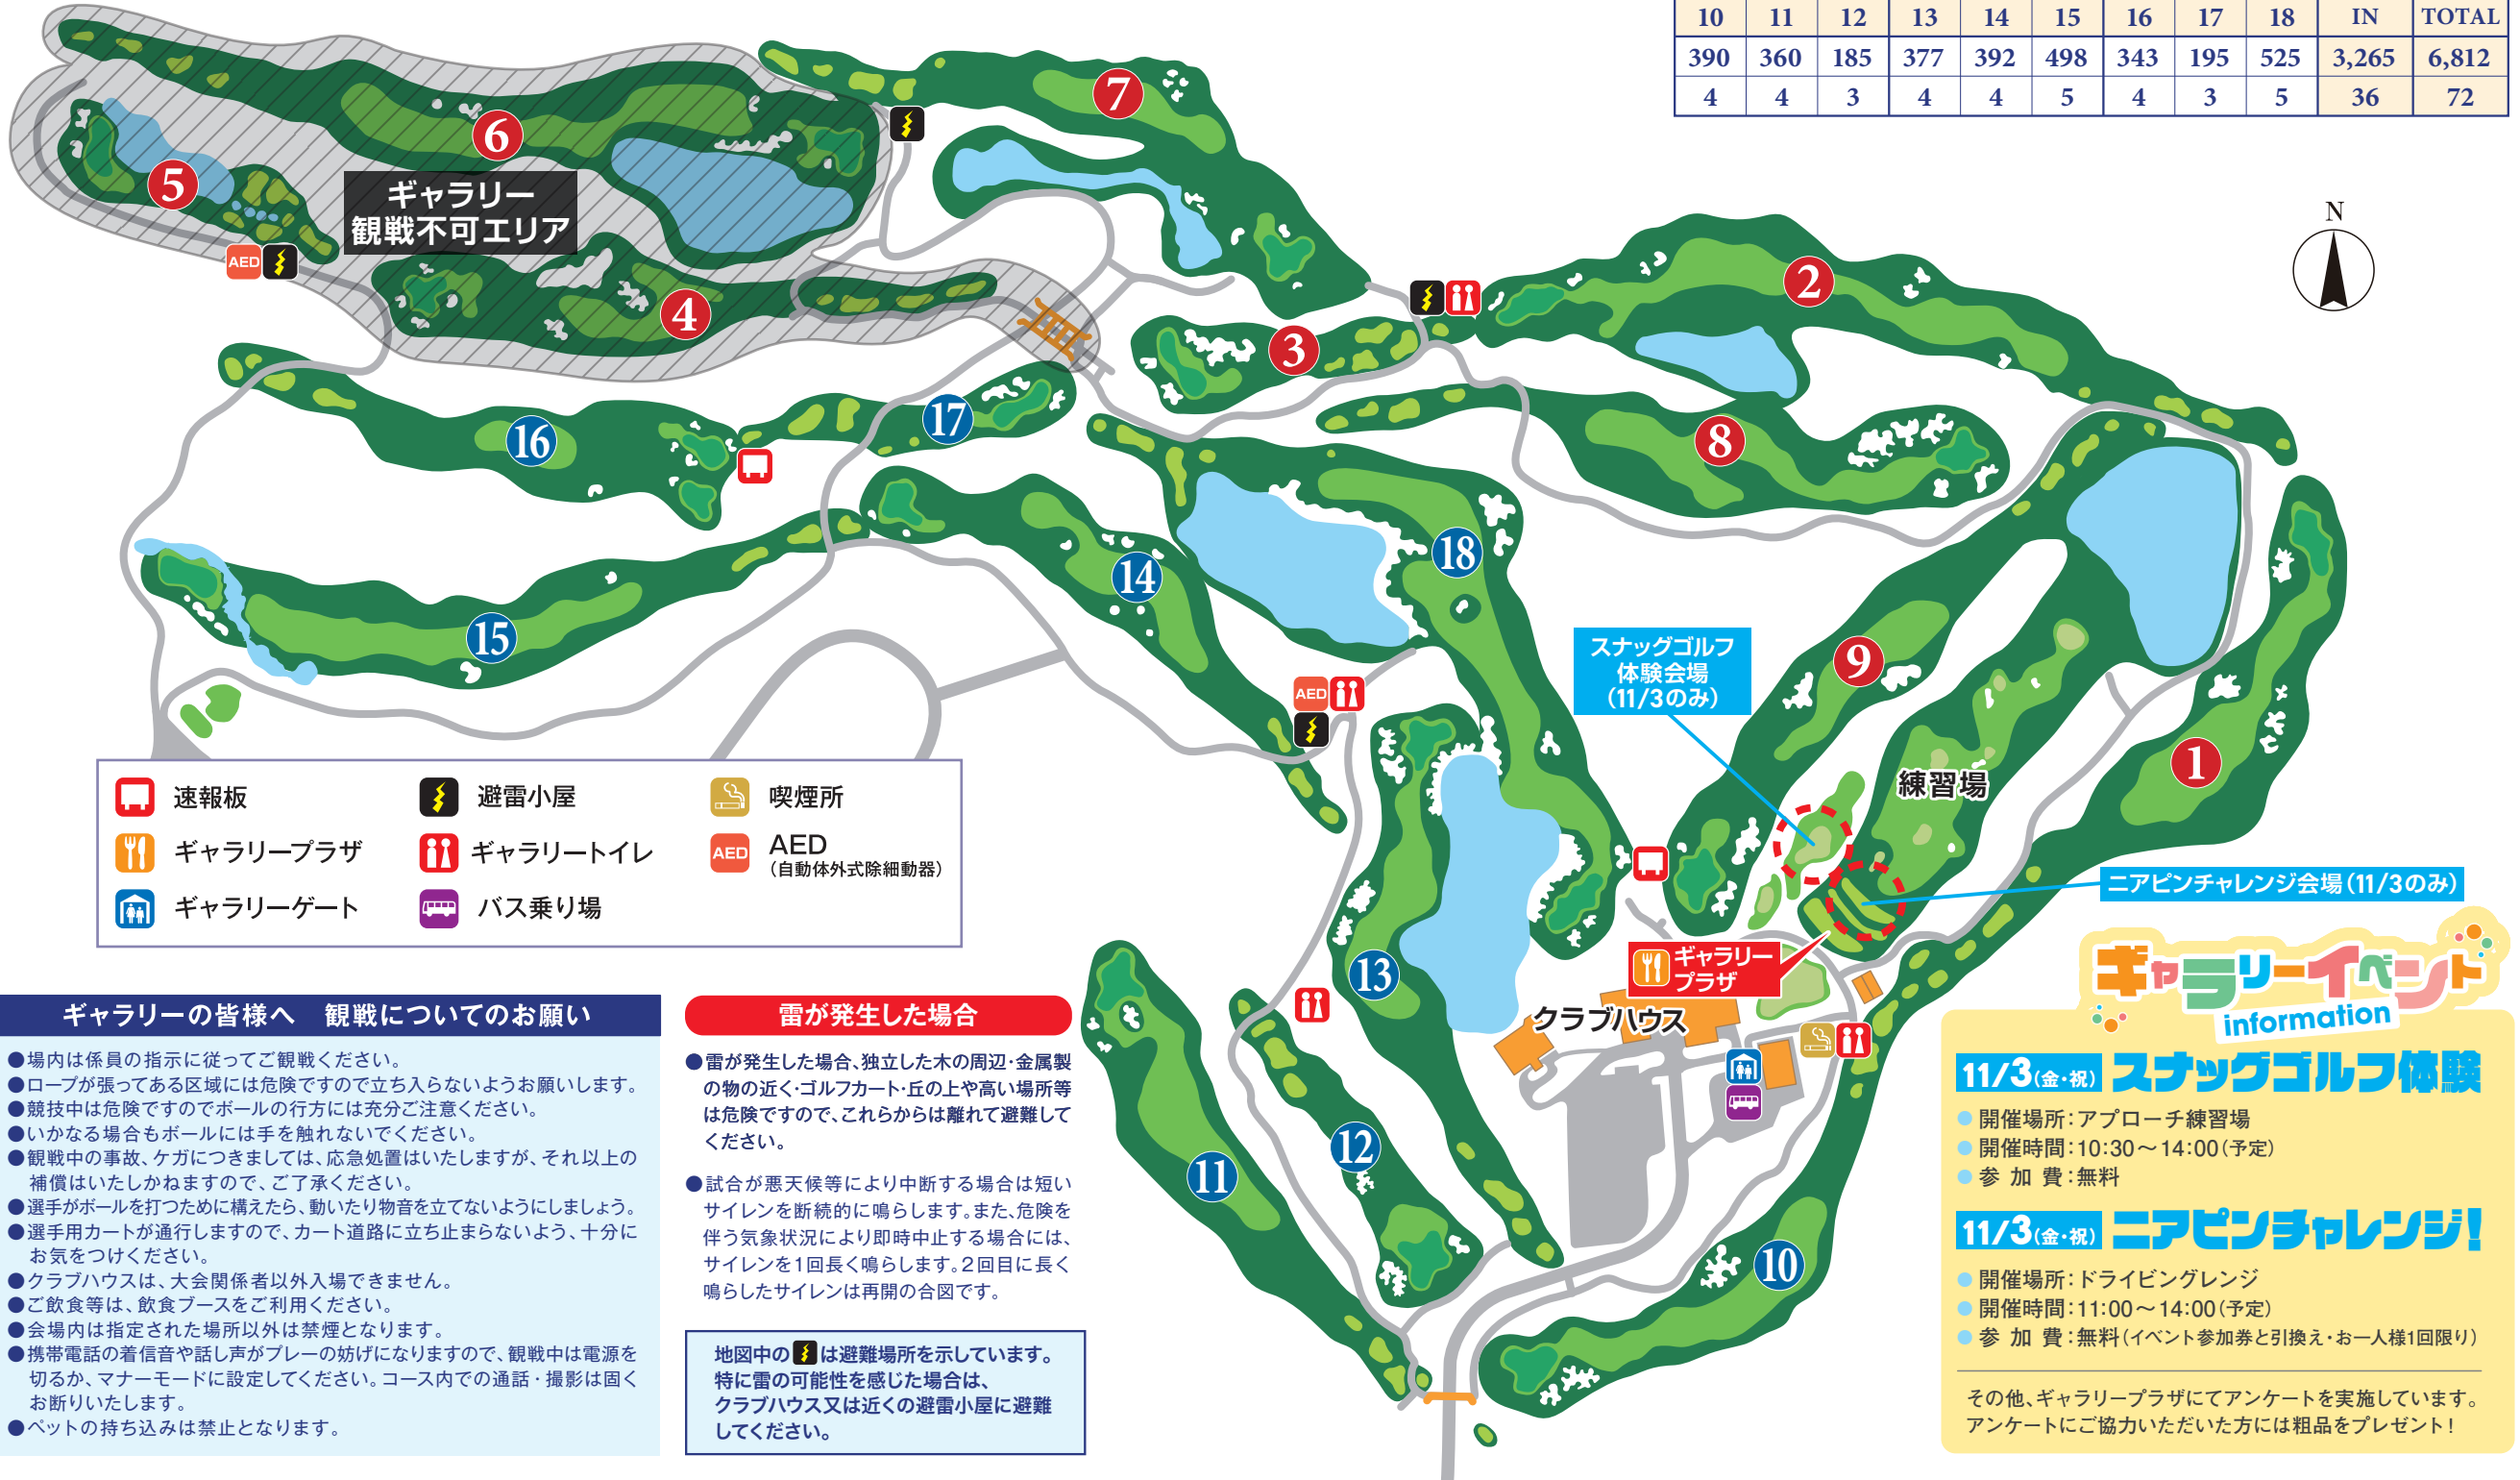 10 11 12 13 14 15 16 17 18 IN TOTAL
390 360 185 377 392 498 343 195 525 3,265 6,812
4 4 3 4 4 5 4 3 5 36 72
N
7
6
5
ギャラリー
観戦不可エリア
AED
4
3
2
8
17
16
18
14
15
9
1
スナッグゴルフ
体験会場
(11/3のみ)
AED
練習場
ニアピンチャレンジ会場(11/3のみ)
13
ギャラリー
プラザ
クラブハウス
12
11
10
速報板
避雷小屋
喫煙所
ギャラリープラザ
ギャラリートイレ
AED
AED
(自動体外式除細動器)
ギャラリーゲート
バス乗り場
ギャラリーの皆様へ 観戦についてのお願い
●場内は係員の指示に従ってご観戦ください。
●ロープが張ってある区域には危険ですので立ち入らないようお願いします。
●競技中は危険ですのでボールの行方には充分ご注意ください。
●いかなる場合もボールには手を触れないでください。
●観戦中の事故、ケガにつきましては、応急処置はいたしますが、それ以上の
補償はいたしかねますので、ご了承ください。
●選手がボールを打つために構えたら、動いたり物音を立てないようにしましょう。
●選手用カートが通行しますので、カート道路に立ち止まらないよう、十分に
お気をつけください。
●クラブハウスは、大会関係者以外入場できません。
●ご飲食等は、飲食ブースをご利用ください。
●会場内は指定された場所以外は禁煙となります。
●携帯電話の着信音や話し声がプレーの妨げになりますので、観戦中は電源を
切るか、マナーモードに設定してください。コース内での通話・撮影は固く
お断りいたします。
●ペットの持ち込みは禁止となります。
雷が発生した場合
●雷が発生した場合、独立した木の周辺・金属製
の物の近く・ゴルフカート・丘の上や高い場所等
は危険ですので、これらからは離れて避難して
ください。
●試合が悪天候等により中断する場合は短い
サイレンを断続的に鳴らします。また、危険を
伴う気象状況により即時中止する場合には、
サイレンを1回長く鳴らします。2回目に長く
鳴らしたサイレンは再開の合図です。
地図中の は避難場所を示しています。
特に雷の可能性を感じた場合は、
クラブハウス又は近くの避雷小屋に避難
してください。
ギャラリーイベント
information
11/3(金・祝) スナッグゴルフ体験
●開催場所:アプローチ練習場
●開催時間:10:30～14:00(予定)
●参加費:無料
11/3(金・祝) ニアピンチャレンジ!
●開催場所:ドライビングレンジ
●開催時間:11:00～14:00(予定)
●参加費:無料(イベント参加券と引換え・お一人様1回限り)
その他、ギャラリープラザにてアンケートを実施しています。
アンケートにご協力いただいた方には粗品をプレゼント!